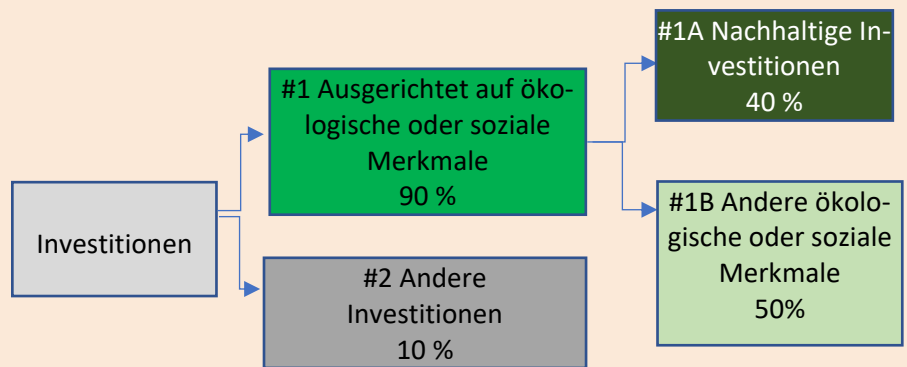 Investitionen
#1 Ausgerichtet auf öko-
logische oder soziale
Merkmale
90 %
#2 Andere
Investitionen
10 %
#1A Nachhaltige In-
vestitionen
40 %
#1B Andere ökolo-
gische oder soziale
Merkmale
50%